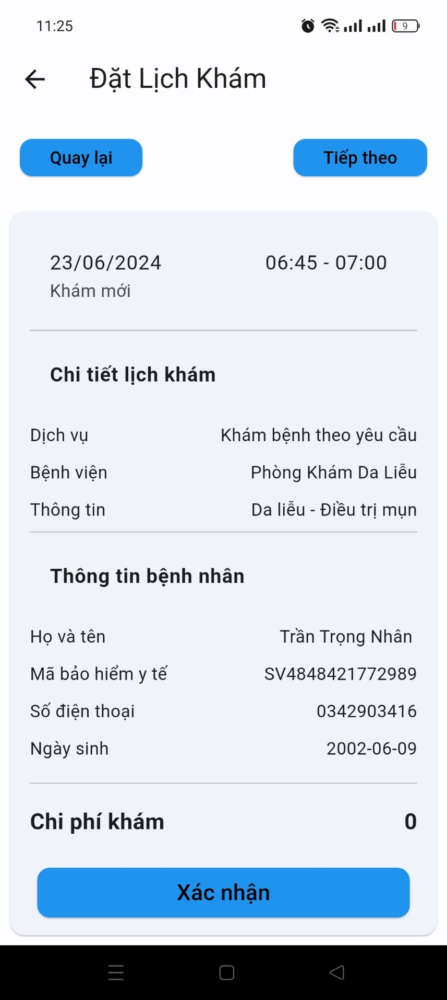 11:25
9
Đặt Lịch Khám
Quay lại
Tiếp theo
23/06/2024
06:45 - 07:00
Khám mới
Chi tiết lịch khám
Dịch vụ Khám bệnh theo yêu cầu
Bệnh viện Phòng Khám Da Liễu
Thông tin Da liễu - Điều trị mụn
Thông tin bệnh nhân
Họ và tên Trần Trọng Nhân
Mã bảo hiểm y tế SV4848421772989
Số điện thoại 0342903416
Ngày sinh 2002-06-09
Chi phí khám 0
Xác nhận